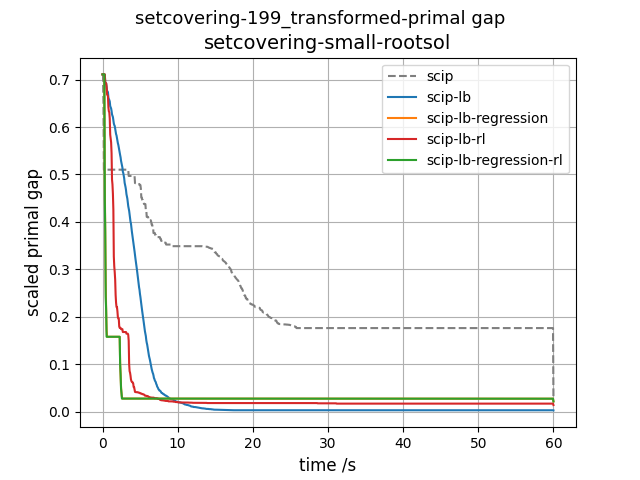 setcovering-199_transformed-primal gap
setcovering-small-rootsol
scip
scip-lb
scip-lb-regression
scip-lb-rl
scip-lb-regression-rl
scaled primal gap
0.7
0.6
0.5
0.4
0.3
0.2
0.1
0.0
0
10
20
30
40
50
60
time /s